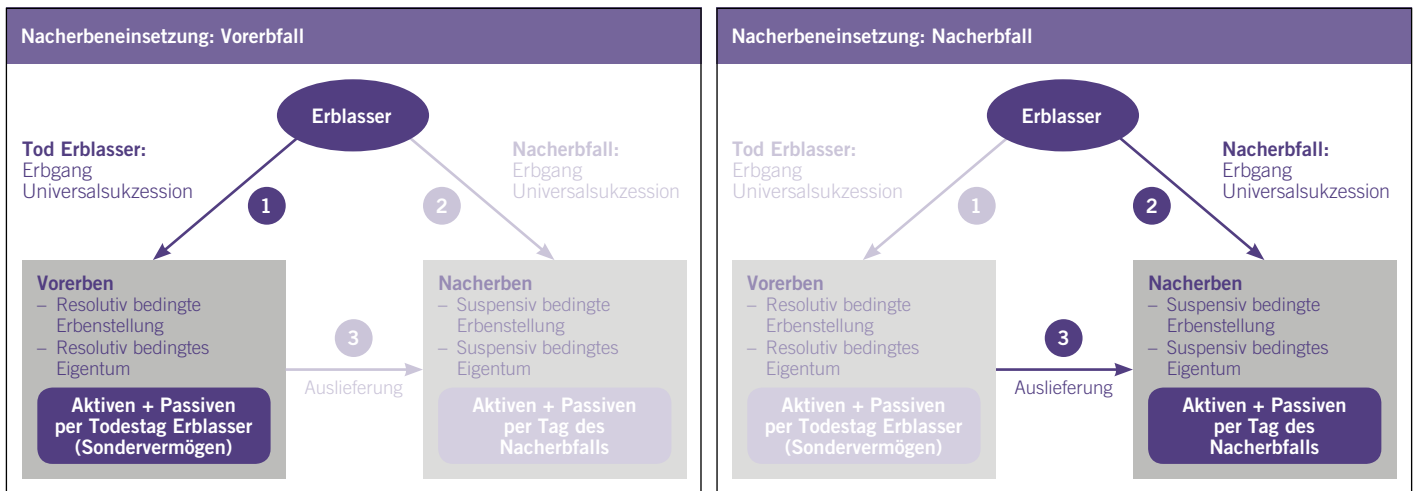 Nacherbeneinsetzung: Vorerbfall
Erblasser
Tod Erblasser:
Erbgang
Universalsukzession
Nacherbfall:
Erbgang
Universalsukzession
1
2
Vorerben
– Resolutiv bedingte
Erbenstellung
– Resolutiv bedingtes
Eigentum
Aktiven + Passiven
per Todestag Erblasser
(Sondervermögen)
3
Auslieferung
Nacherben
– Suspensiv bedingte
Erbenstellung
– Suspensiv bedingtes
Eigentum
Aktiven + Passiven
per Tag des
Nacherbfalls
Nacherbeneinsetzung: Nacherbfall
Erblasser
Tod Erblasser:
Erbgang
Universalsukzession
Nacherbfall:
Erbgang
Universalsukzession
1
2
Vorerben
– Resolutiv bedingte
Erbenstellung
– Resolutiv bedingtes
Eigentum
Aktiven + Passiven
per Todestag Erblasser
(Sondervermögen)
3
Auslieferung
Nacherben
– Suspensiv bedingte
Erbenstellung
– Suspensiv bedingtes
Eigentum
Aktiven + Passiven
per Tag des
Nacherbfalls